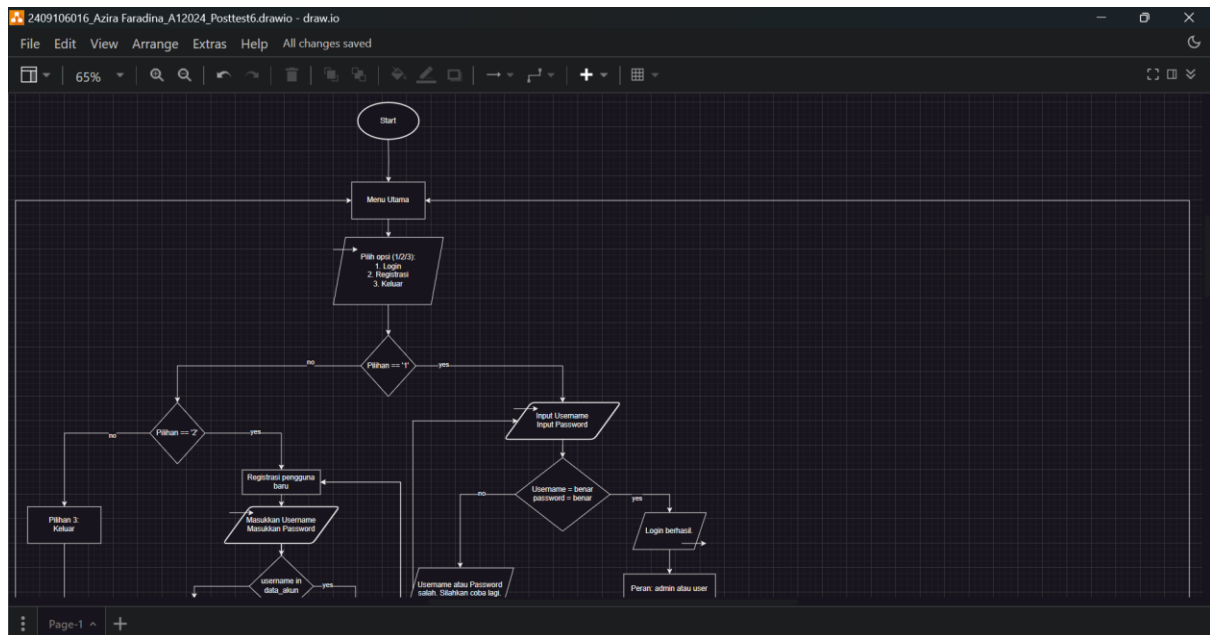 2409106016_Azira Faradina_A12024_Posttest6.drawio - draw.io
File Edit View Arrange Extras Help All changes saved
65%
Start
Menu Utama
Pilih opsi (1/2/3):
1. Login
2. Registrasi
3. Keluar
Pilihan == '1'
no
yes
Input Username
Input Password
Pilihan == '2'
no
yes
Registrasi pengguna
baru
Username = benar
password = benar
no
yes
Pilihan 3:
Keluar
Masukkan Username
Masukkan Password
Login berhasil.
username in
data_akun
yes
Username atau Password
salah. Silahkan coba lagi.
Peran: admin atau user
Page-1